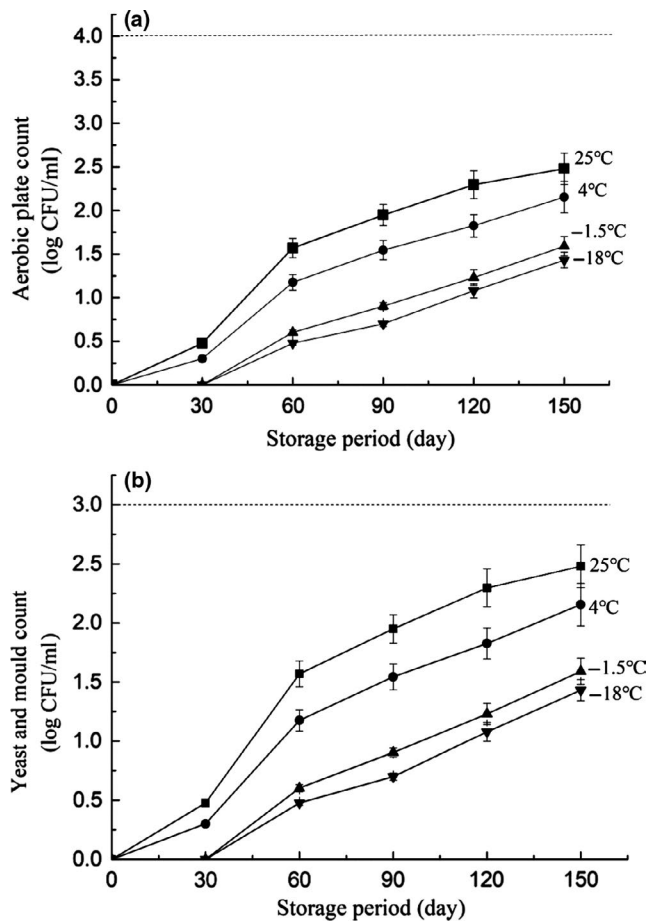 (a)
4.0
3.5
3.0
2.5
2.0
1.5
1.0
0.5
0.0
Aerobic plate count
(log CFU/ml)
25°C
4°C
−1.5°C
−18°C
0 30 60 90 120 150
Storage period (day)
(b)
3.0
2.5
2.0
1.5
1.0
0.5
0.0
Yeast and mould count
(log CFU/ml)
25°C
4°C
−1.5°C
−18°C
0 30 60 90 120 150
Storage period (day)